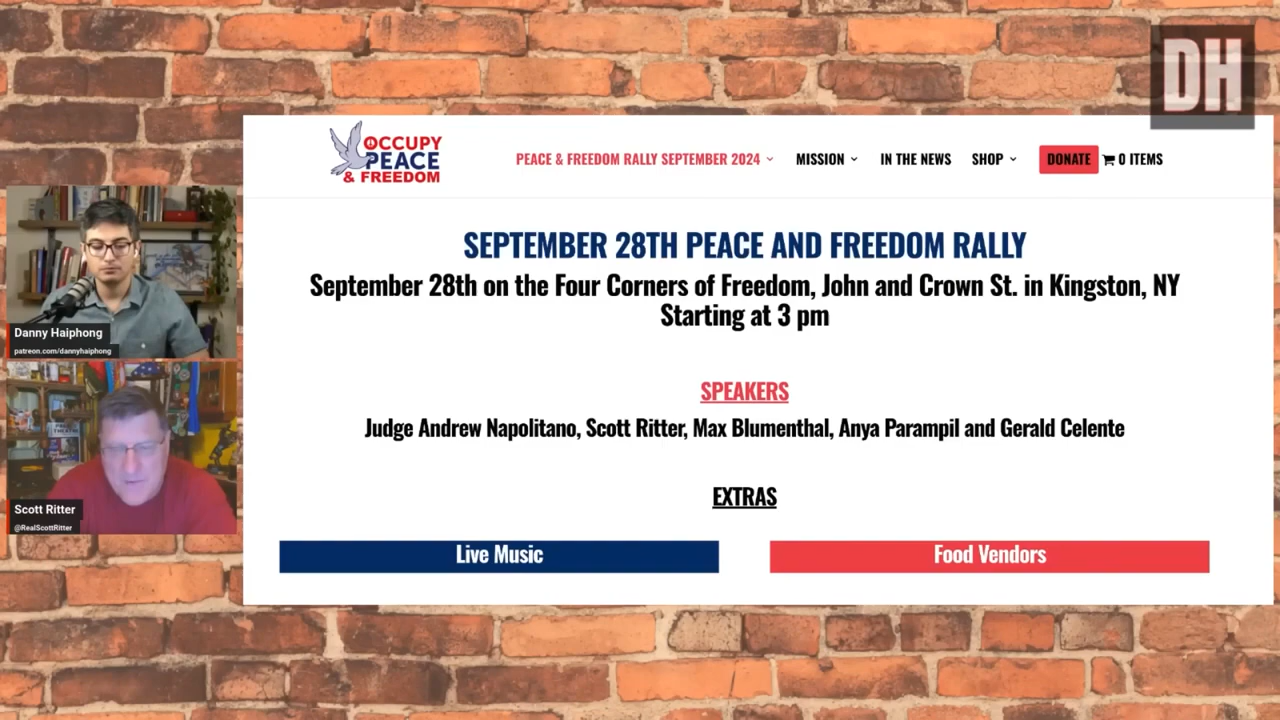 DH
OCCUPY
PEACE
& FREEDOM
PEACE & FREEDOM RALLY SEPTEMBER 2024 MISSION IN THE NEWS SHOP DONATE 0 ITEMS
SEPTEMBER 28TH PEACE AND FREEDOM RALLY
September 28th on the Four Corners of Freedom, John and Crown St. in Kingston, NY
Starting at 3 pm
SPEAKERS
Judge Andrew Napolitano, Scott Ritter, Max Blumenthal, Anya Parampil and Gerald Celente
EXTRAS
Live Music
Food Vendors
Danny Haiphong
patreon.com/dannyhaiphong
Scott Ritter
@RealScottRitter